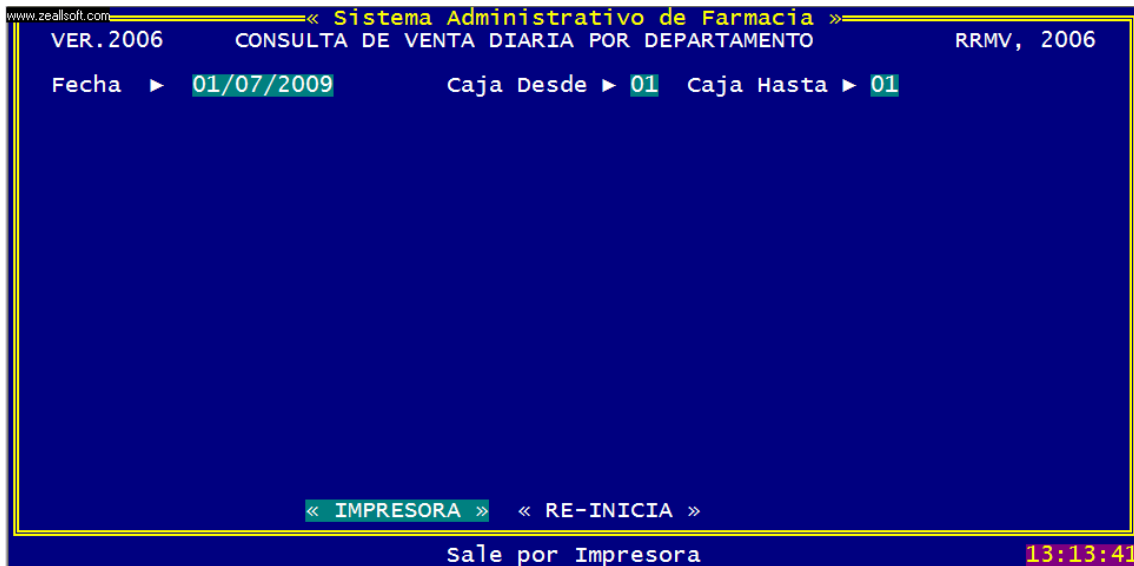 www.zeallsoft.com
« Sistema Administrativo de Farmacia »
VER.2006 CONSULTA DE VENTA DIARIA POR DEPARTAMENTO RRMV, 2006
Fecha ► 01/07/2009 Caja Desde ► 01 Caja Hasta ► 01
« IMPRESORA » « RE-INICIA »
Sale por Impresora 13:13:41